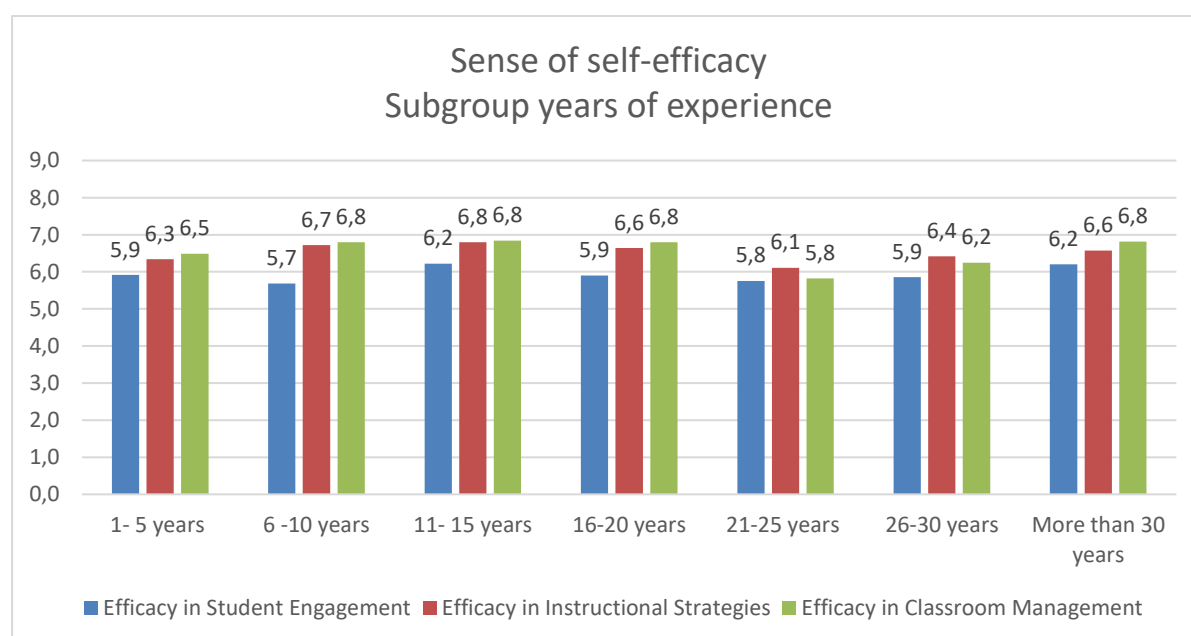 Sense of self-efficacy
Subgroup years of experience
9,0
8,0
7,0
6,0
5,0
4,0
3,0
2,0
1,0
0,0
5,9 6,3 6,5
5,7 6,7 6,8
6,2 6,8 6,8
5,9 6,6 6,8
5,8 6,1 5,8
5,9 6,4 6,2
6,2 6,6 6,8
1- 5 years
6 -10 years
11- 15 years
16-20 years
21-25 years
26-30 years
More than 30
years
Efficacy in Student Engagement
Efficacy in Instructional Strategies
Efficacy in Classroom Management